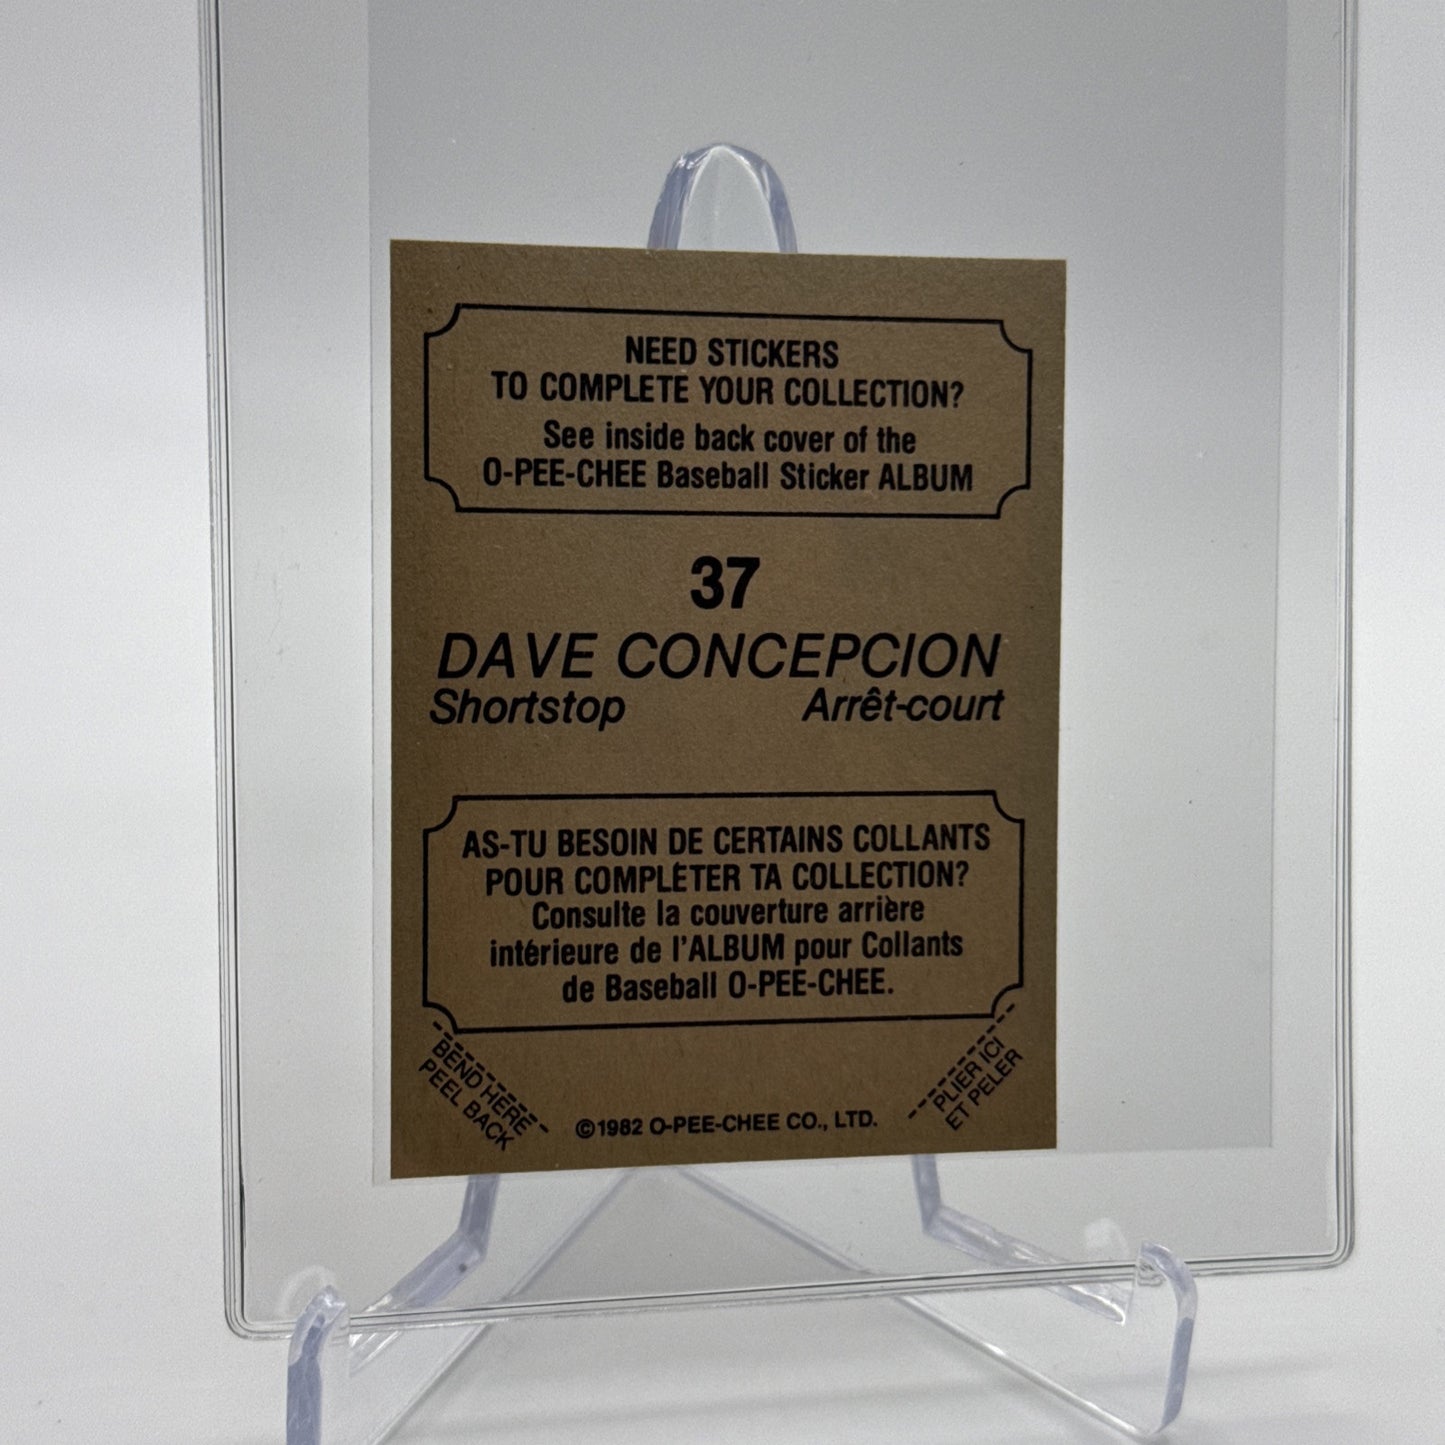 NEED STICKERS
TO COMPLETE YOUR COLLECTION?
See inside back cover of the
O-PEE-CHEE Baseball Sticker ALBUM
37
DAVE CONCEPCION
Shortstop Arrêt-court
AS-TU BESOIN DE CERTAINS COLLANTS
POUR COMPLÉTER TA COLLECTION?
Consulte la couverture arrière
intérieure de l'ALBUM pour Collants
de Baseball O-PEE-CHEE.
BEND HERE
PEEL BACK
©1982 O-PEE-CHEE CO., LTD.
PLIER ICI
ET PELER